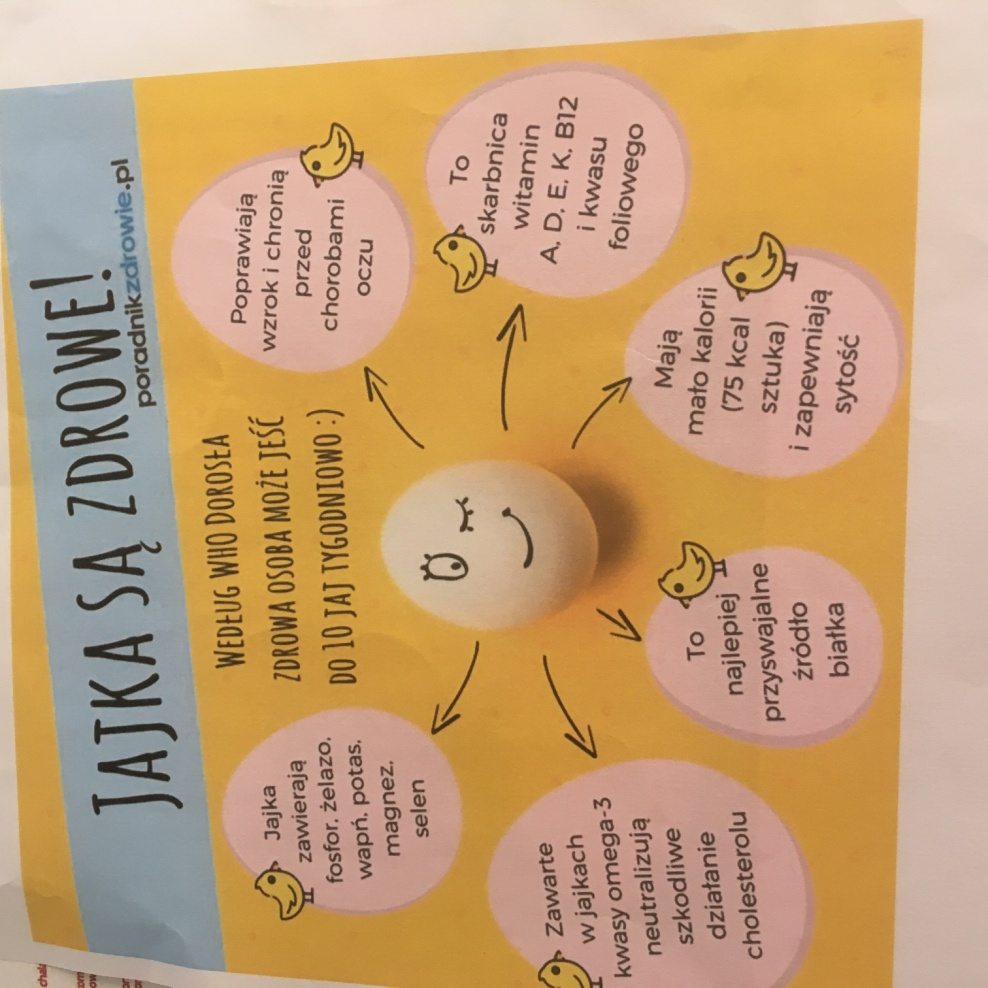 JAJKA SĄ ZDROWE!
poradnikzdrowie.pl
WEDŁUG WHO DOROSŁA
ZDROWA OSOBA MOŻE JEŚĆ
DO 10 JAJ TYGODNIOWO :)
Jajka
zawierają
fosfor, żelazo,
wapń, potas,
magnez,
selen
Poprawiają
wzrok i chronią
przed
chorobami
oczu
To
skarbnica
witamin
A, D, E, K, B12
i kwasu
foliowego
Mają
mało kalorii
(75 kcal
sztuka)
i zapewniają
sytość
To
najlepiej
przyswajalne
źródło
białka
Zawarte
w jajkach
kwasy omega-3
neutralizują
szkodliwe
działanie
cholesterolu